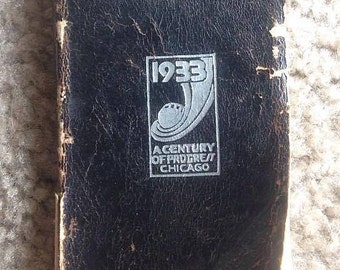 1933
A CENTURY
OF PROGRESS
CHICAGO